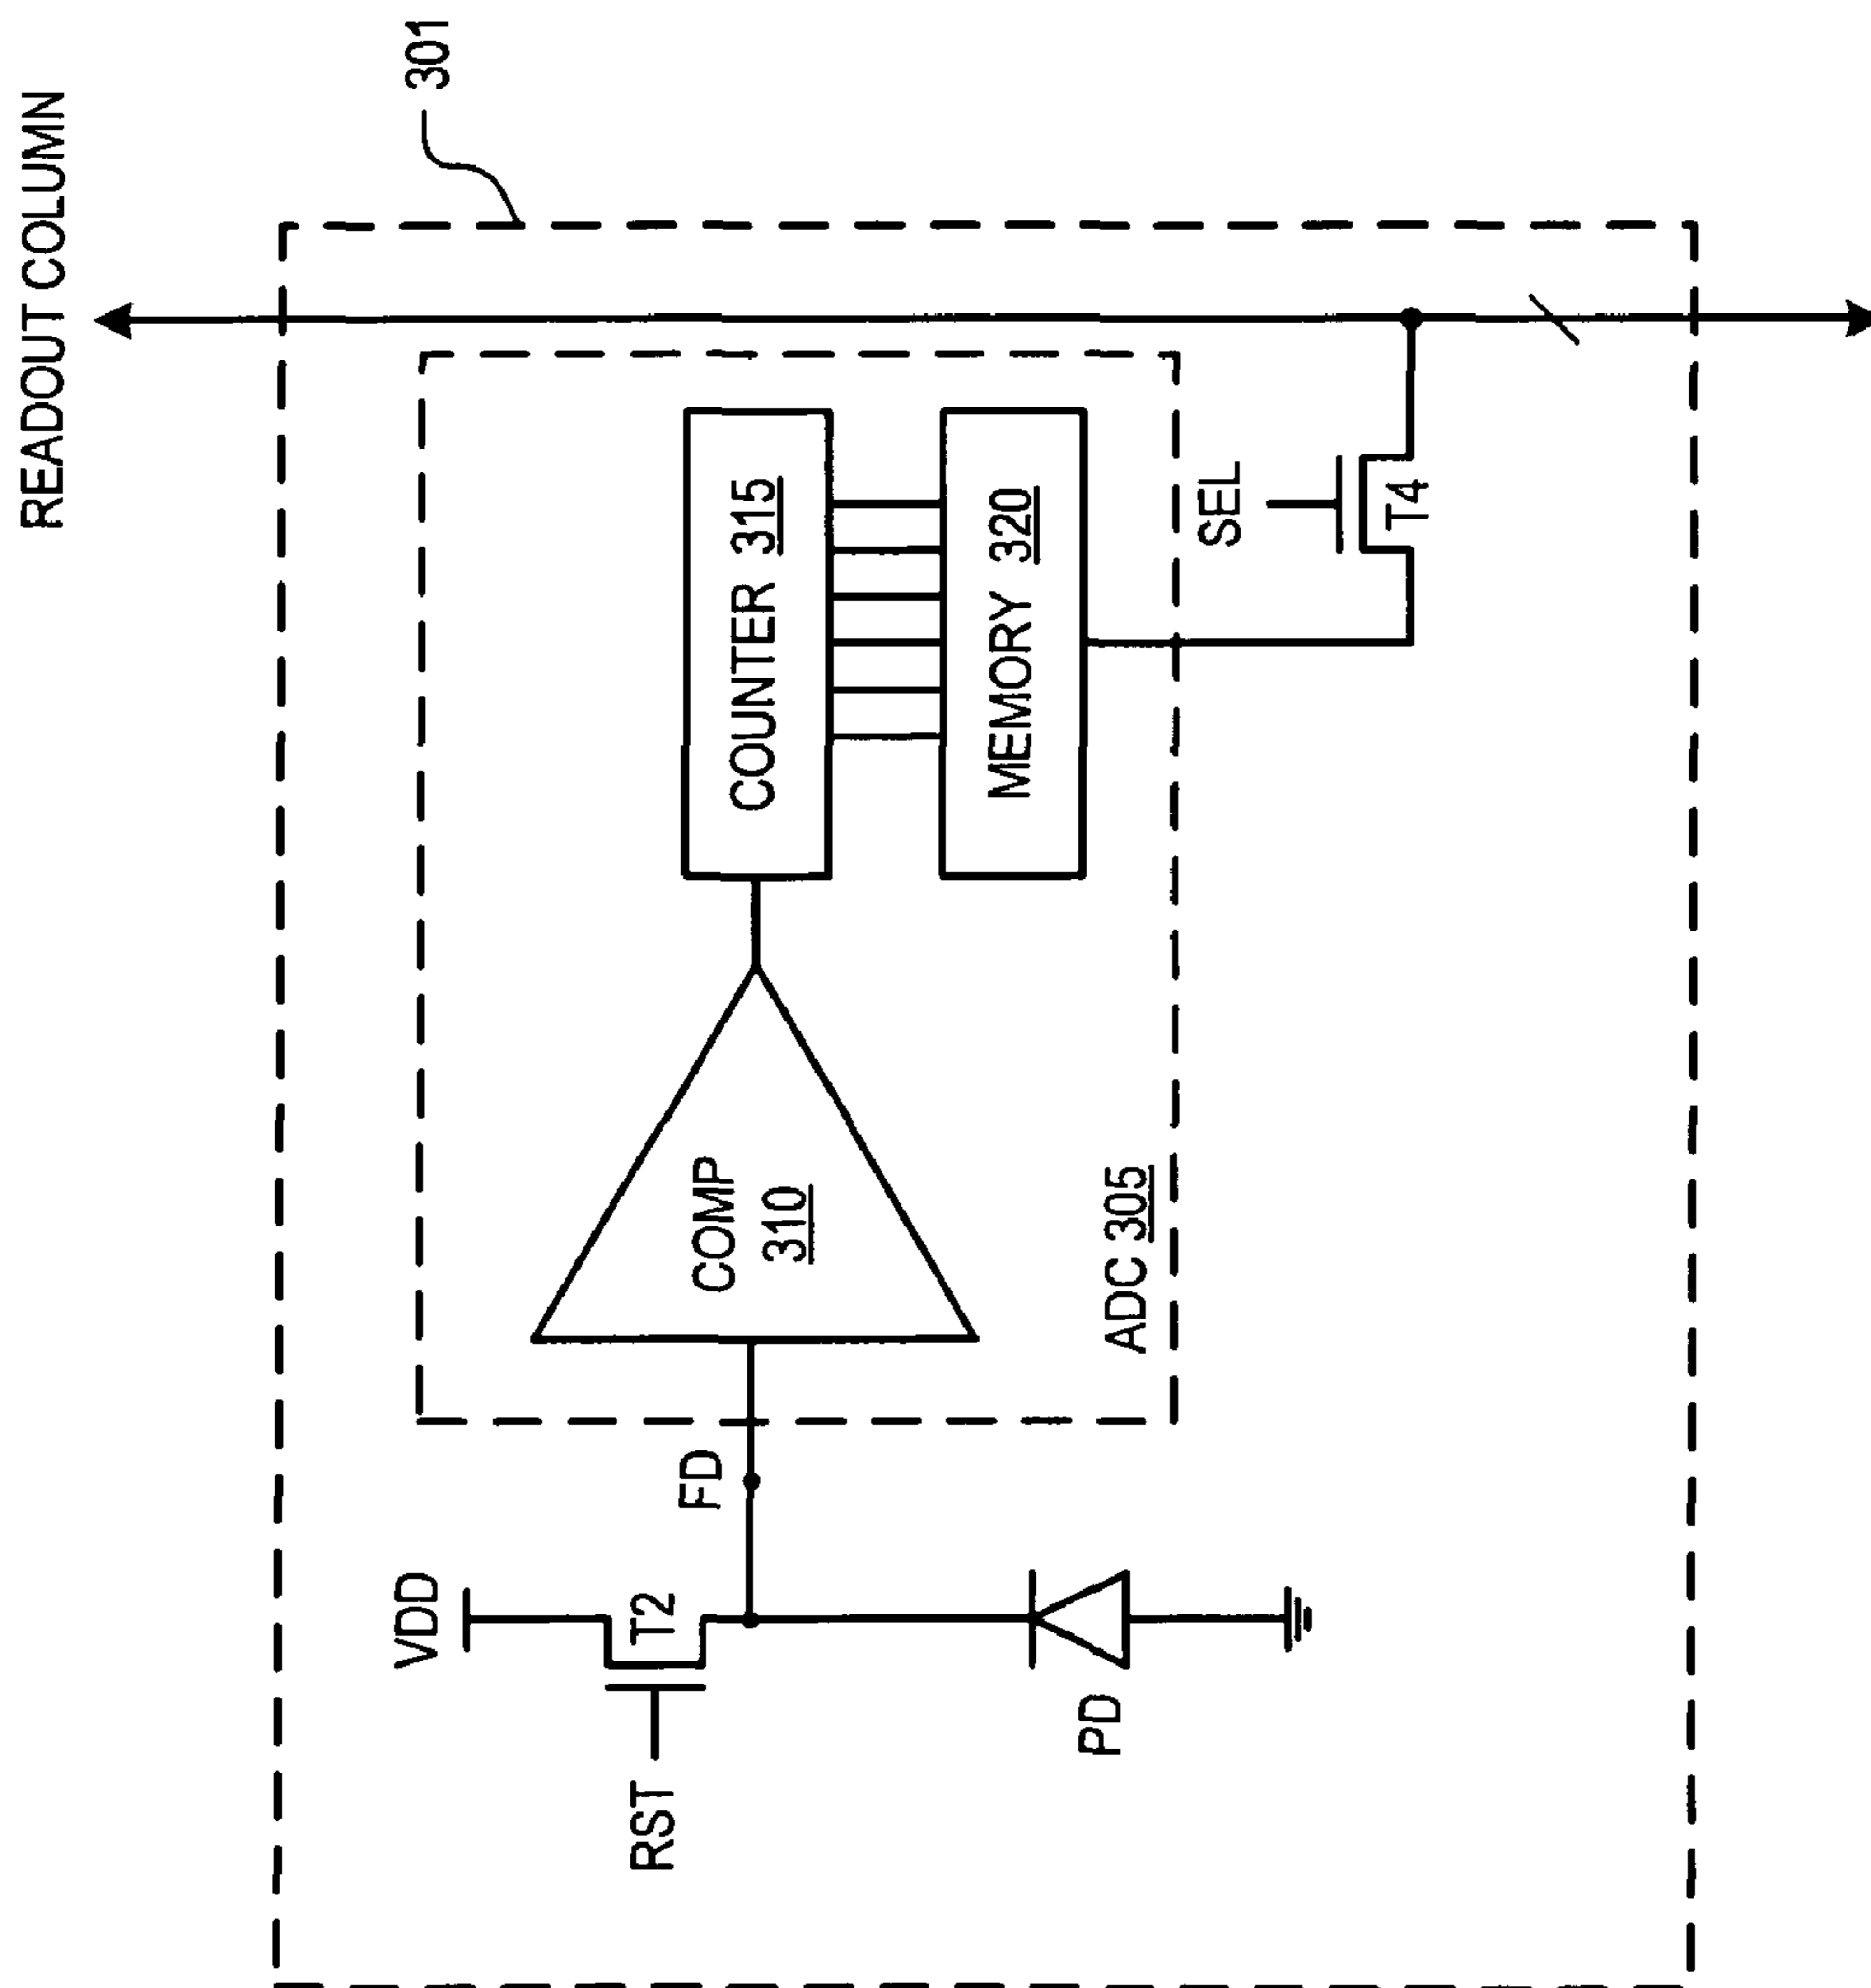 READOUT COLUMN
301
VDD
RST
T2
FD
PD
COMP
310
COUNTER 315
MEMORY 320
ADC 305
SEL
T4